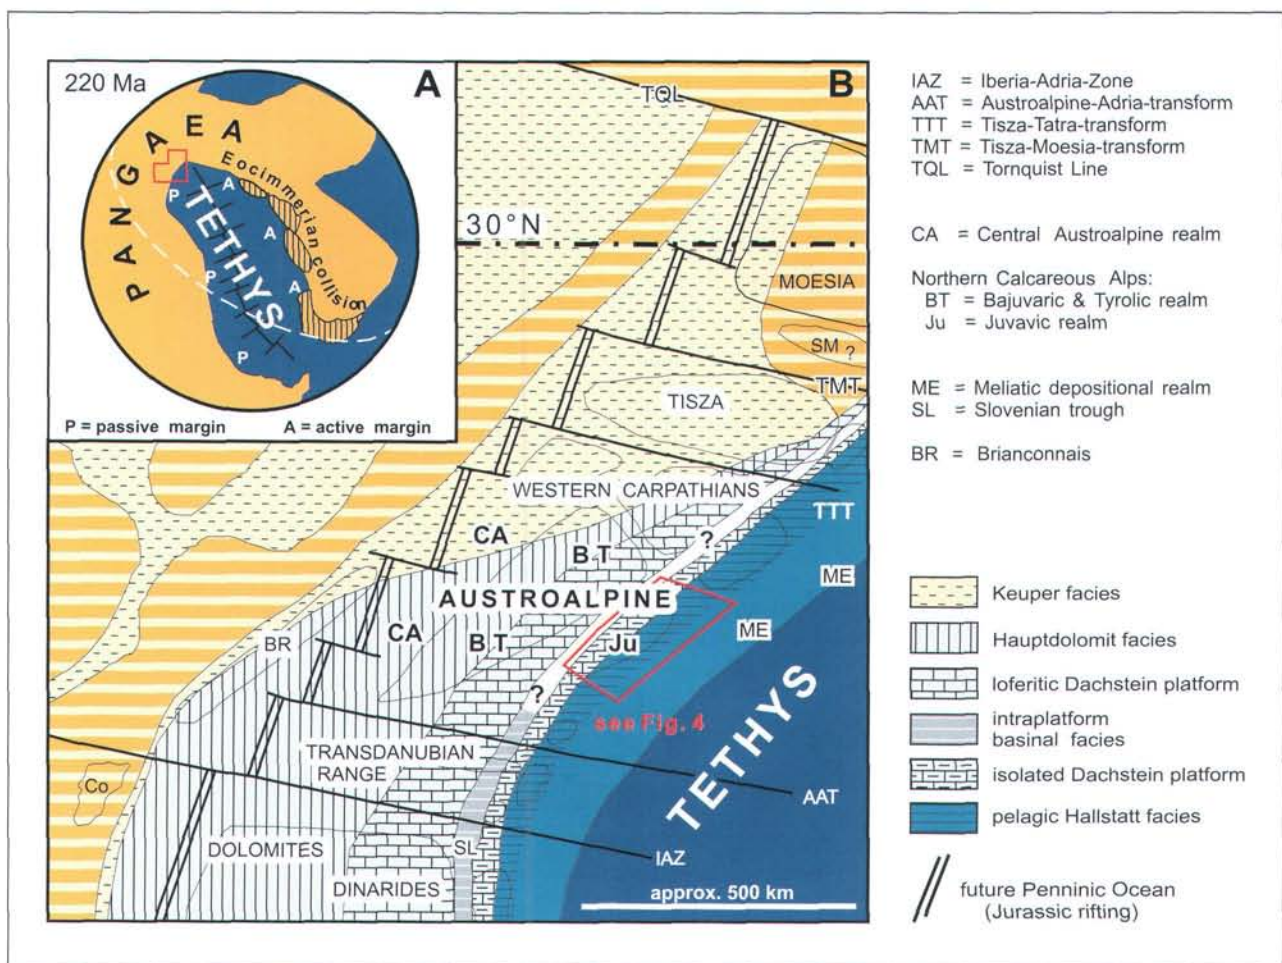 220 Ma
A
PANGAEA
Eocimmerian collision
TETHYS
P
P
P
A
A
A
P = passive margin
A = active margin
B
TQL
30°N
MOESIA
SM ?
TMT
TISZA
WESTERN CARPATHIANS
TTT
CA
BT
?
ME
AUSTROALPINE
ME
CA
BR
BT
Ju
?
see Fig. 4
TETHYS
TRANSDANUBIAN
RANGE
Co
AAT
DOLOMITES
SL
IAZ
DINARIDES
approx. 500 km
IAZ = Iberia-Adria-Zone
AAT = Austroalpine-Adria-transform
TTT = Tisza-Tatra-transform
TMT = Tisza-Moesia-transform
TQL = Tornquist Line
CA = Central Austroalpine realm
Northern Calcareous Alps:
BT = Bajuvaric & Tyrolic realm
Ju = Juvavic realm
ME = Meliatic depositional realm
SL = Slovenian trough
BR = Brianconnais
Keuper facies
Hauptdolomit facies
loferitic Dachstein platform
intraplatform
basinal facies
isolated Dachstein platform
pelagic Hallstatt facies
future Penninic Ocean
(Jurassic rifting)